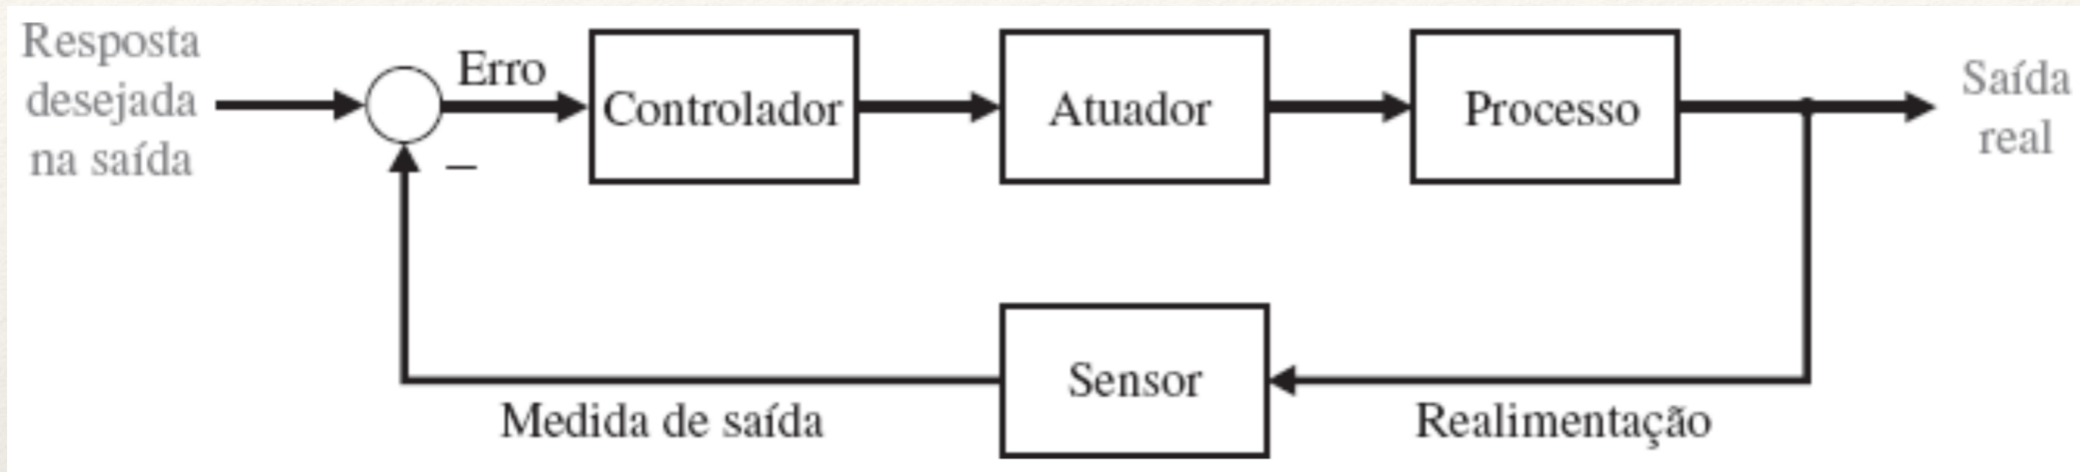 Resposta
desejada
na saída
Erro
–
Controlador
Atuador
Processo
Saída
real
Sensor
Medida de saída
Realimentação